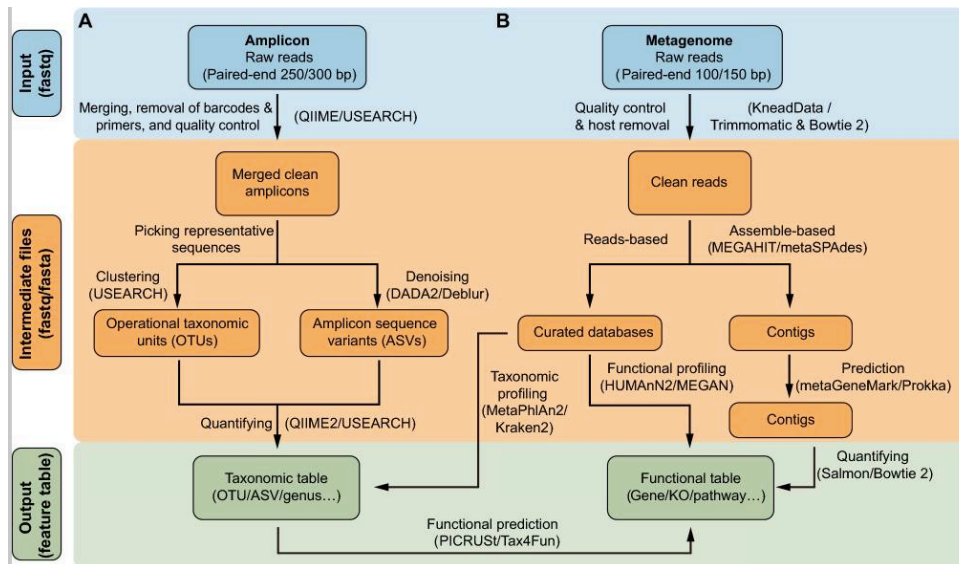 A
B
Input
(fastq)
Amplicon
Raw reads
(Paired-end 250/300 bp)
Metagenome
Raw reads
(Paired-end 100/150 bp)
Merging, removal of barcodes &
primers, and quality control
(QIIME/USEARCH)
Quality control
& host removal
(KneadData /
Trimmomatic & Bowtie 2)
Intermediate files
(fastq/fasta)
Merged clean
amplicons
Clean reads
Picking representative
sequences
Reads-based
Assemble-based
(MEGAHIT/metaSPAdes)
Clustering
(USEARCH)
Denoising
(DADA2/Deblur)
Operational taxonomic
units (OTUs)
Amplicon sequence
variants (ASVs)
Curated databases
Contigs
Taxonomic
profiling
(MetaPhlAn2/
Kraken2)
Functional profiling
(HUMAnN2/MEGAN)
Prediction
(metaGeneMark/Prokka)
Quantifying
(QIIME2/USEARCH)
Contigs
Output
(feature table)
Taxonomic table
(OTU/ASV/genus...)
Functional table
(Gene/KO/pathway...)
Quantifying
(Salmon/Bowtie 2)
Functional prediction
(PICRUSt/Tax4Fun)